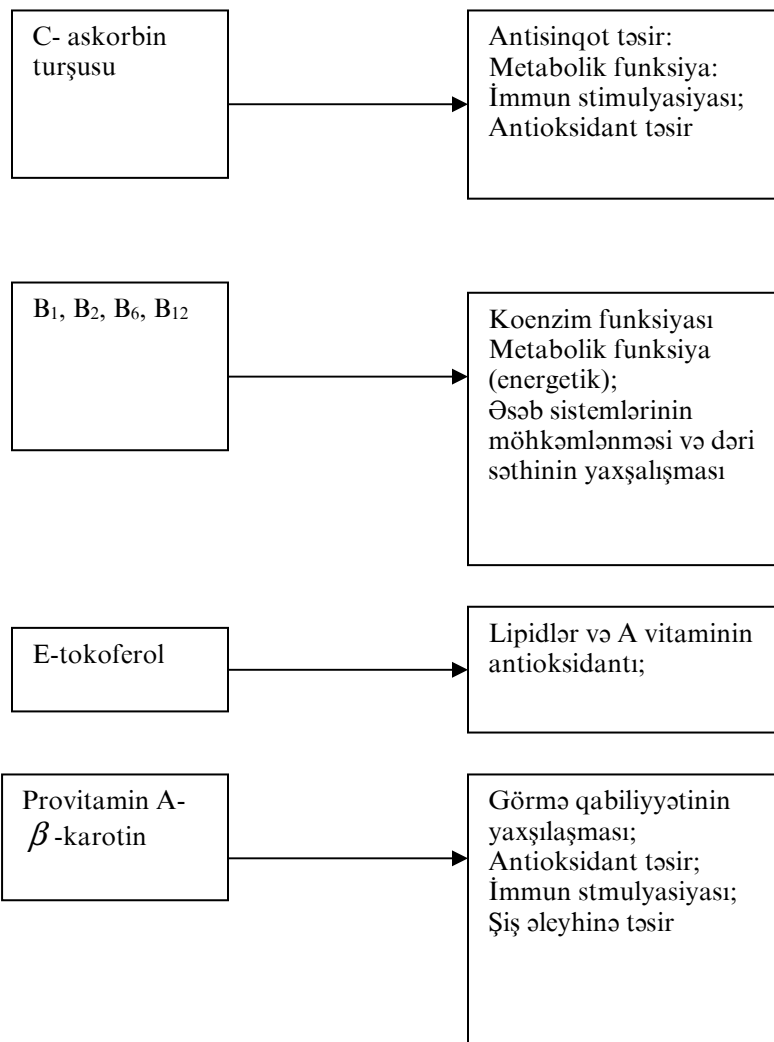 C- askorbin
turşusu
Antisinqot təsir:
Metabolik funksiya:
İmmun stimulyasiyası;
Antioksidant təsir
B₁, B₂, B₆, B₁₂
Koenzim funksiyası
Metabolik funksiya
(energetik);
Əsəb sistemlərinin
möhkəmlənməsi və dəri
səthinin yaxşalışması
E-tokoferol
Lipidlər və A vitaminin
antioksidantı;
Provitamin A-
β -karotin
Görmə qabiliyyətinin
yaxşılaşması;
Antioksidant təsir;
İmmun stmulyasiyası;
Şiş əleyhinə təsir